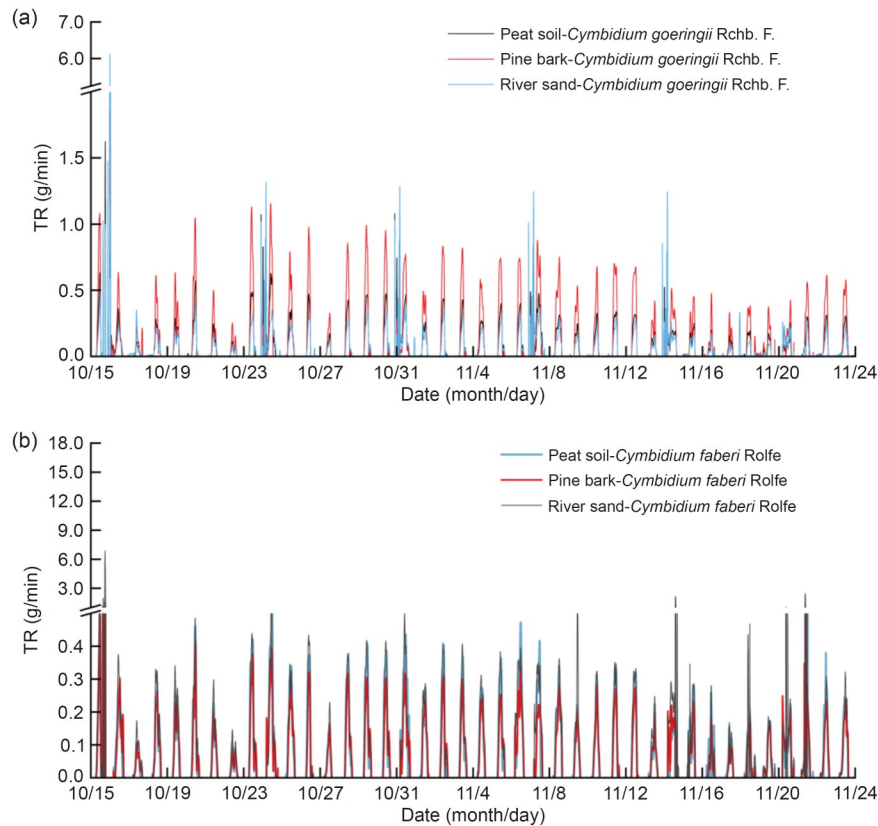 (a)
7.0
6.0
1.5
1.0
0.5
0.0
TR (g/min)
Peat soil-Cymbidium goeringii Rchb. F.
Pine bark-Cymbidium goeringii Rchb. F.
River sand-Cymbidium goeringii Rchb. F.
10/15 10/19 10/23 10/27 10/31 11/4 11/8 11/12 11/16 11/20 11/24
Date (month/day)
(b)
18.0
15.0
12.0
9.0
6.0
3.0
0.4
0.3
0.2
0.1
0.0
TR (g/min)
Peat soil-Cymbidium faberi Rolfe
Pine bark-Cymbidium faberi Rolfe
River sand-Cymbidium faberi Rolfe
10/15 10/19 10/23 10/27 10/31 11/4 11/8 11/12 11/16 11/20 11/24
Date (month/day)